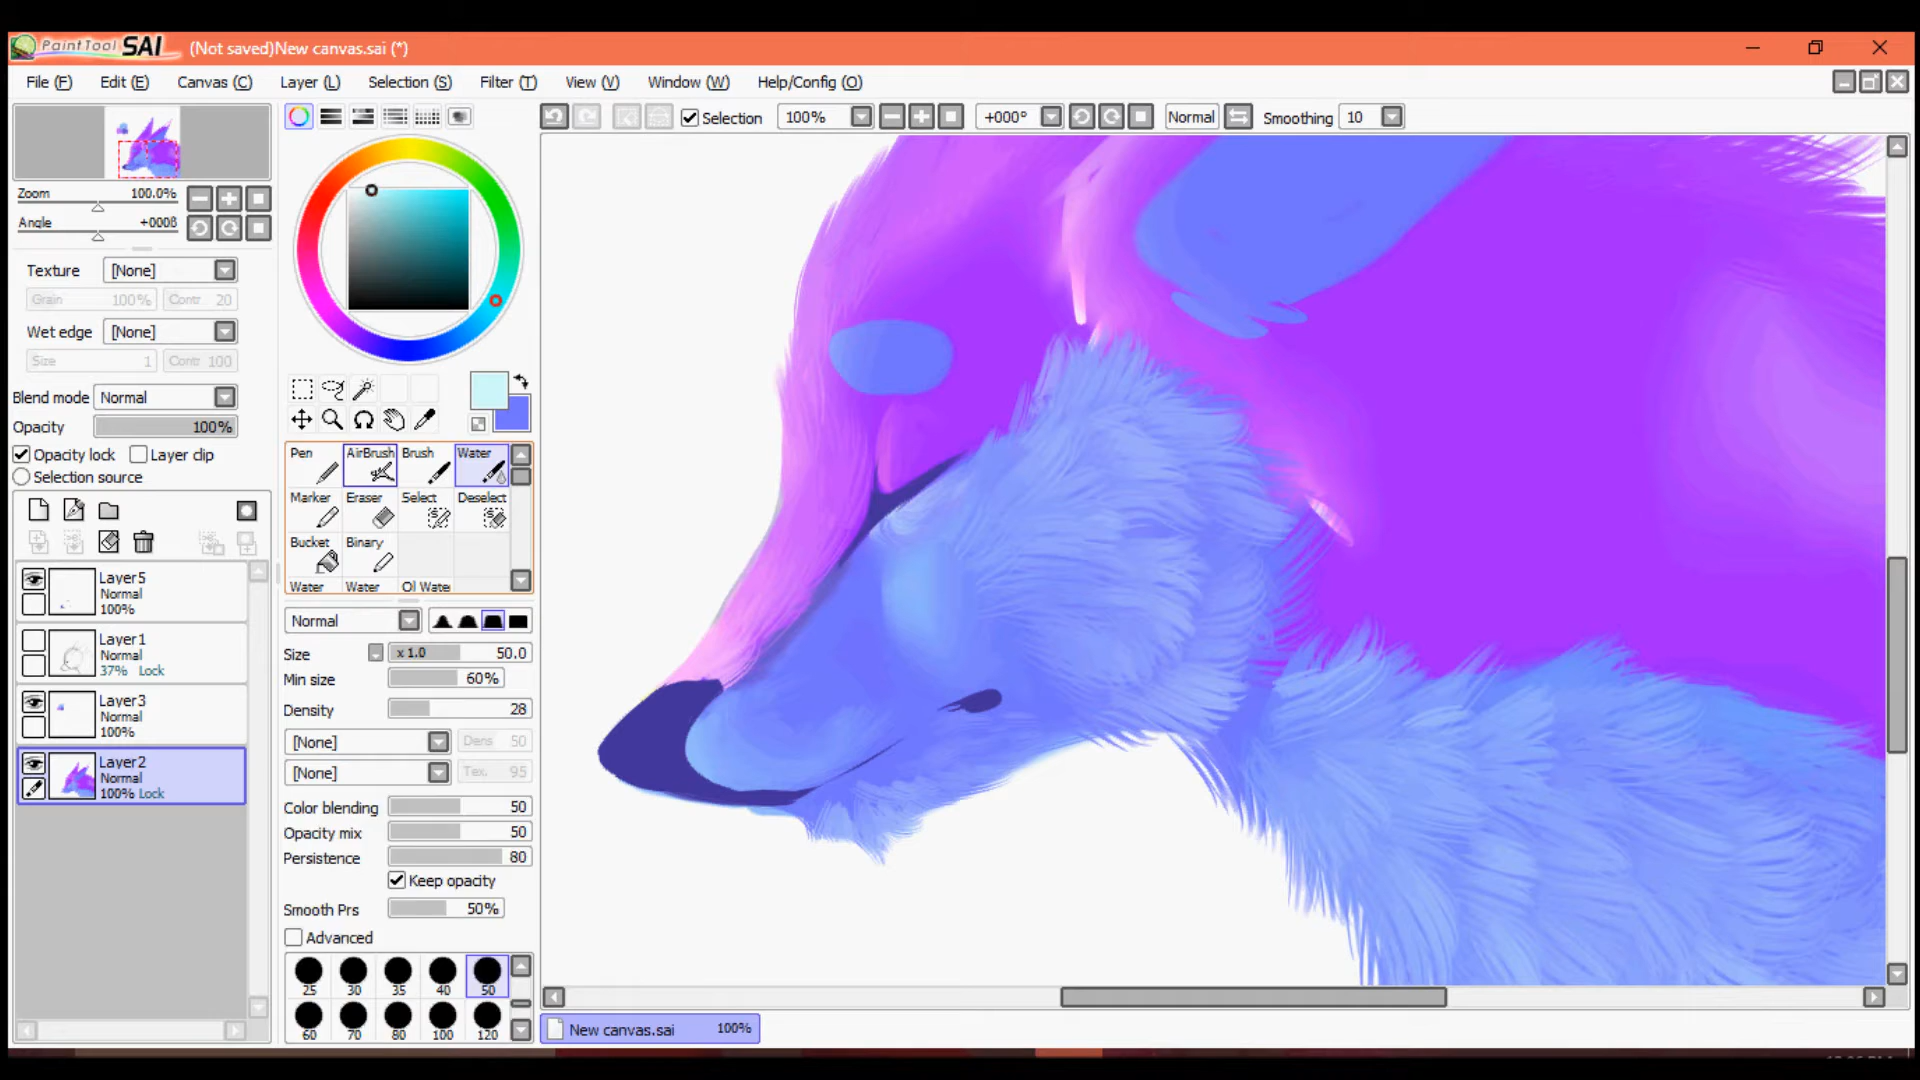 PaintTool SAI (Not saved)New canvas.sai (*)
File (F) Edit (E) Canvas (C) Layer (L) Selection (S) Filter (T) View (V) Window (W) Help/Config (O)
Selection 100% +000° Normal Smoothing 10
Zoom 100.0%
Angle +000ß
Texture [None]
Grain 100% Contr 20
Wet edge [None]
Size 1 Contr 100
Blend mode Normal
Opacity 100%
Opacity lock Layer clip
Selection source
Layer5
Normal
100%
Layer1
Normal
37% Lock
Layer3
Normal
100%
Layer2
Normal
100% Lock
Pen AirBrush Brush Water
Marker Eraser Select Deselect
Bucket Binary
Water Water Ol Wate
Normal
Size x 1.0 50.0
Min size 60%
Density 28
[None] Dens 50
[None] Tex. 95
Color blending 50
Opacity mix 50
Persistence 80
Keep opacity
Smooth Prs 50%
Advanced
25 30 35 40 50
60 70 80 100 120
New canvas.sai 100%